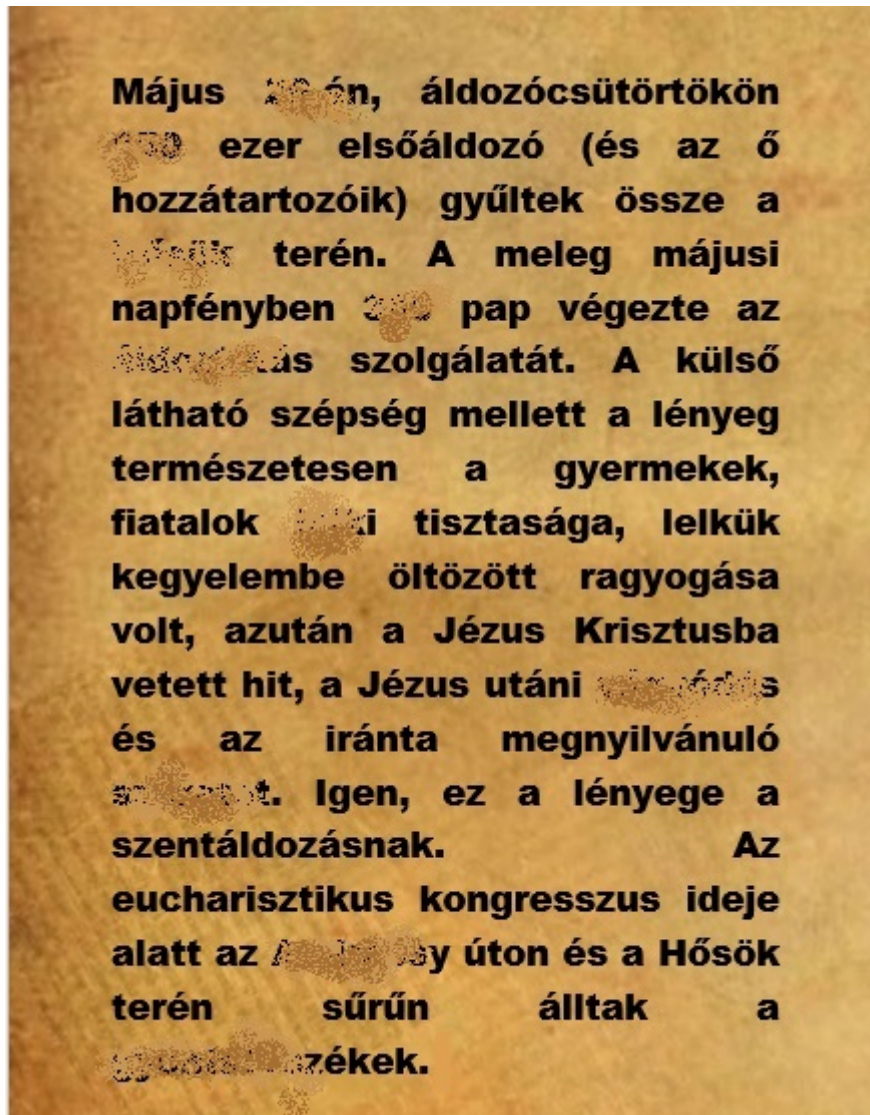 Május áldozócsütörtökön
ezer elsőáldozó (és az ő
hozzátartozóik) gyűltek össze a
terén. A meleg májusi
napfényben pap végezte az
szolgálatát. A külső
látható szépség mellett a lényeg
természetesen a gyermekek,
fiatalok tisztasága, lelkük
kegyelembe öltözött ragyogása
volt, azután a Jézus Krisztusba
vetett hit, a Jézus utáni
és az iránta megnyilvánuló
Igen, ez a lényege a
szentáldozásnak. Az
eucharisztikus kongresszus ideje
alatt az úton és a Hősök
terén sűrűn álltak a